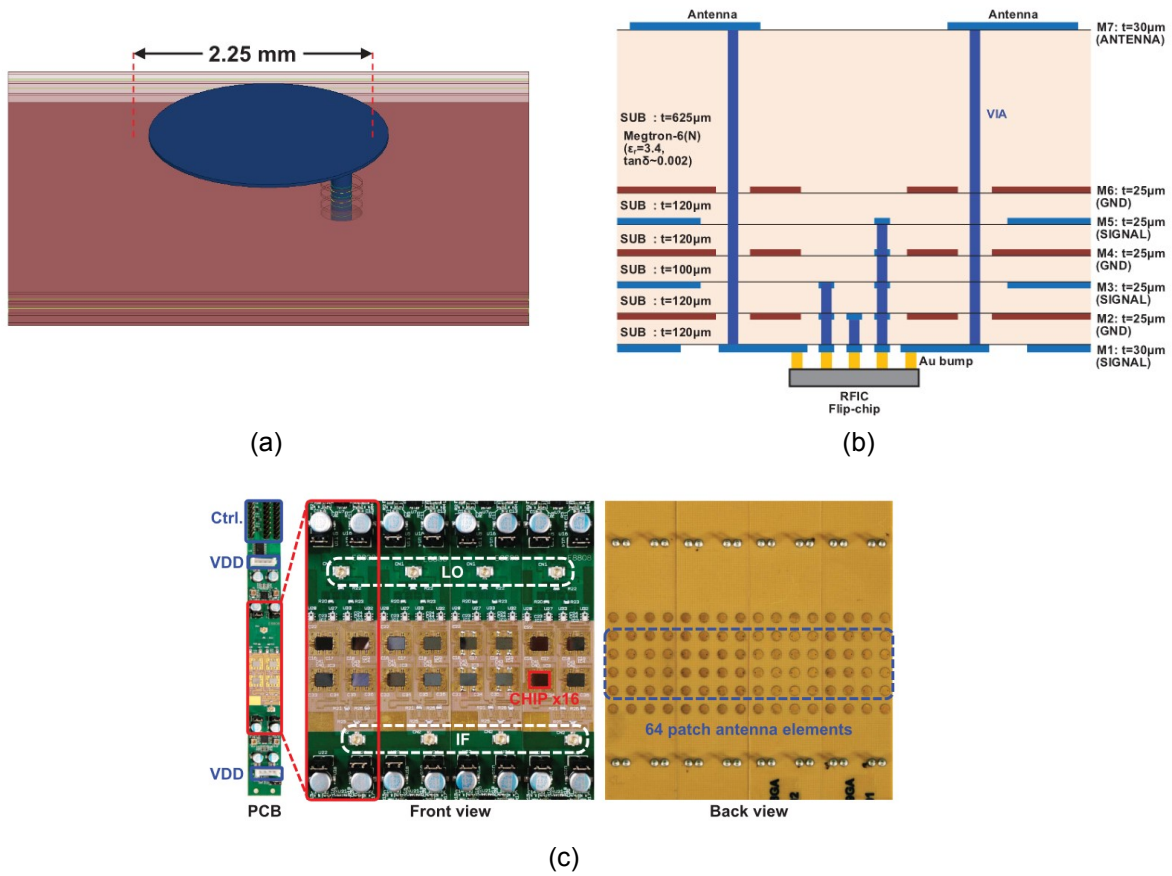 2.25 mm
(a)
Antenna
Antenna
M7: t=30μm
(ANTENNA)
VIA
SUB : t=625μm
Megtron-6(N)
(εr=3.4,
tanδ~0.002)
M6: t=25μm
(GND)
SUB : t=120μm
M5: t=25μm
(SIGNAL)
SUB : t=120μm
M4: t=25μm
(GND)
SUB : t=100μm
M3: t=25μm
(SIGNAL)
SUB : t=120μm
M2: t=25μm
(GND)
SUB : t=120μm
M1: t=30μm
(SIGNAL)
Au bump
RFIC
Flip-chip
(b)
Ctrl.
VDD
VDD
PCB
LO
CHIP x16
IF
Front view
64 patch antenna elements
Back view
(c)